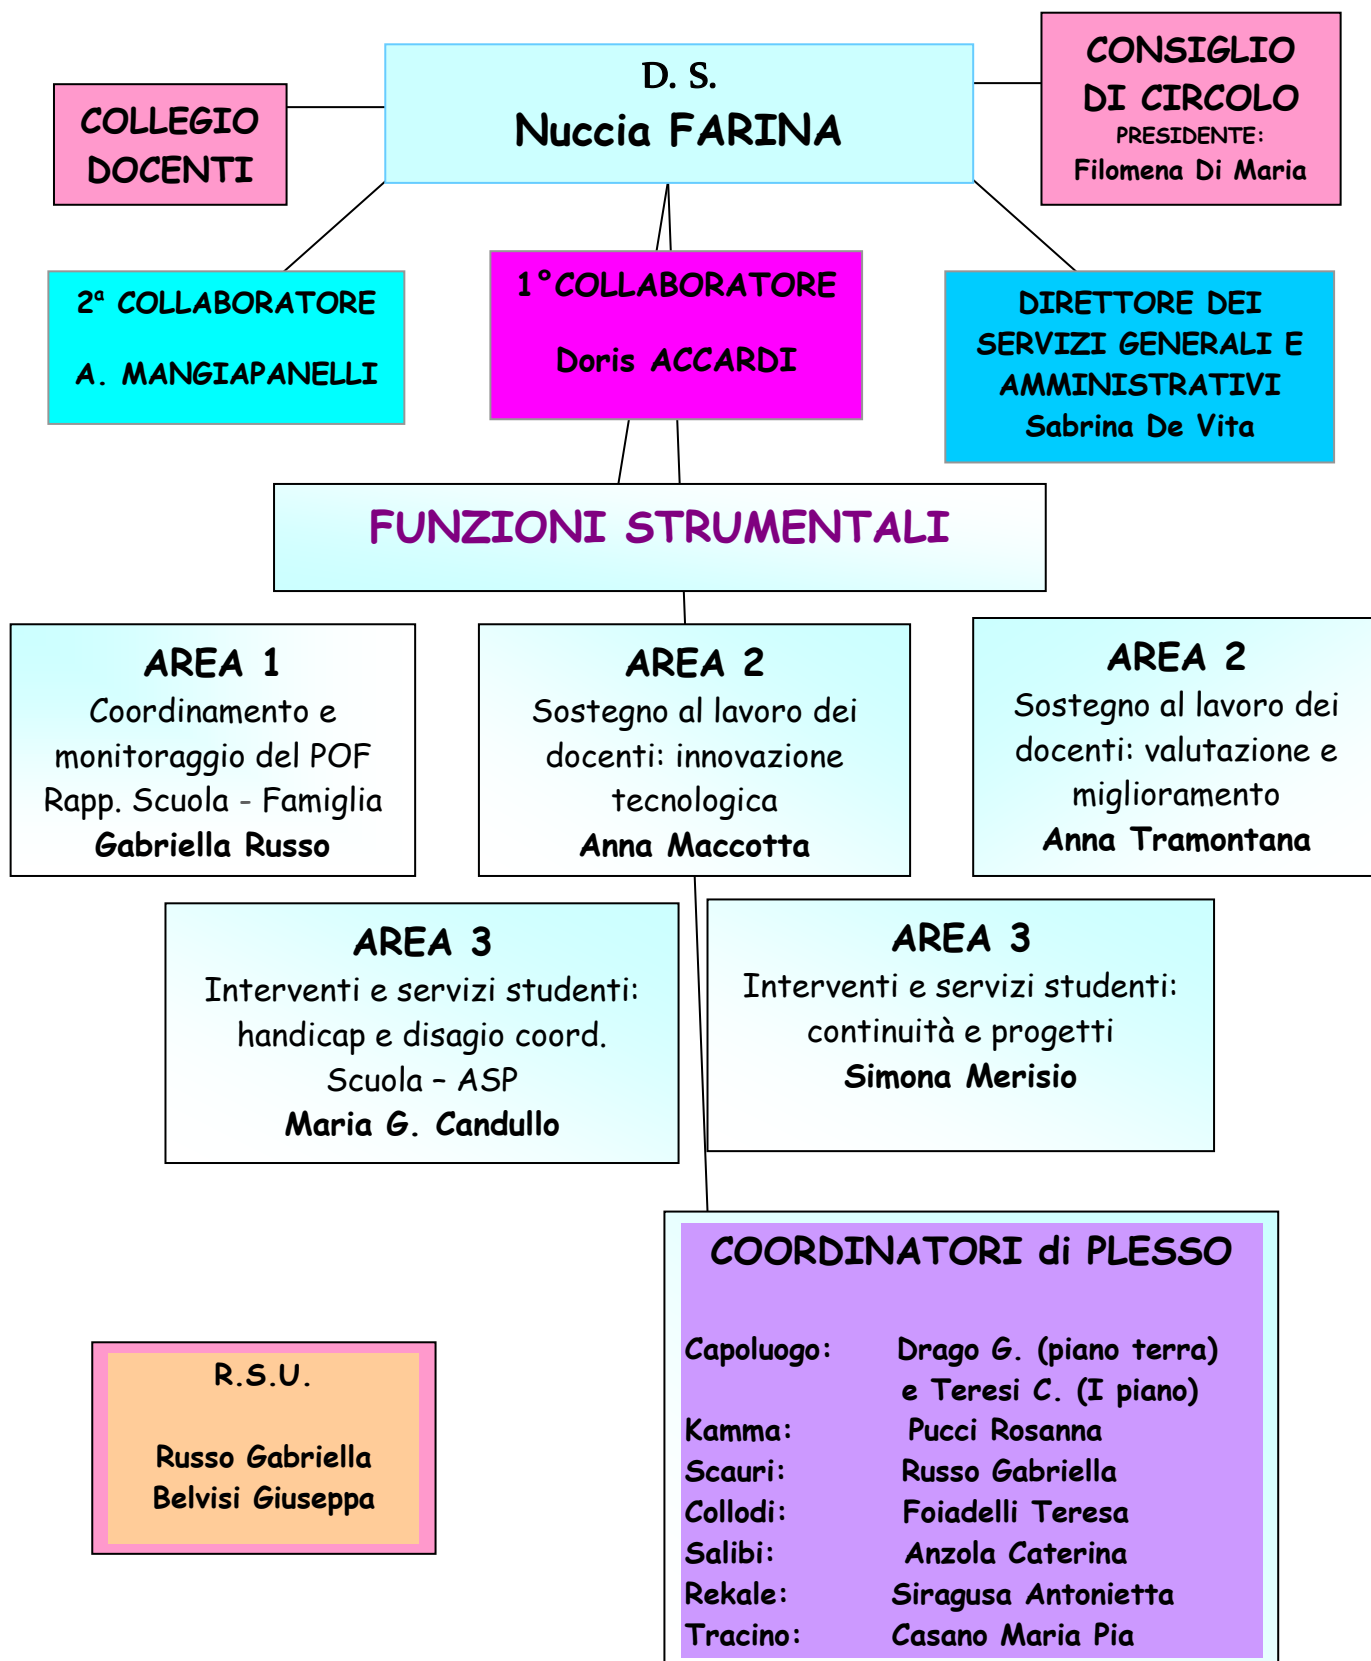 D. S.
Nuccia FARINA
COLLEGIO
DOCENTI
CONSIGLIO
DI CIRCOLO
PRESIDENTE:
Filomena Di Maria
2ª COLLABORATORE
A. MANGIAPANELLI
1°COLLABORATORE
Doris ACCARDI
DIRETTORE DEI
SERVIZI GENERALI E
AMMINISTRATIVI
Sabrina De Vita
FUNZIONI STRUMENTALI
AREA 1
Coordinamento e
monitoraggio del POF
Rapp. Scuola - Famiglia
Gabriella Russo
AREA 2
Sostegno al lavoro dei
docenti: innovazione
tecnologica
Anna Maccotta
AREA 2
Sostegno al lavoro dei
docenti: valutazione e
miglioramento
Anna Tramontana
AREA 3
Interventi e servizi studenti:
handicap e disagio coord.
Scuola – ASP
Maria G. Candullo
AREA 3
Interventi e servizi studenti:
continuità e progetti
Simona Merisio
COORDINATORI di PLESSO
Capoluogo: Drago G. (piano terra)
e Teresi C. (I piano)
Kamma: Pucci Rosanna
Scauri: Russo Gabriella
Collodi: Foiadelli Teresa
Salibi: Anzola Caterina
Rekale: Siragusa Antonietta
Tracino: Casano Maria Pia
R.S.U.
Russo Gabriella
Belvisi Giuseppa